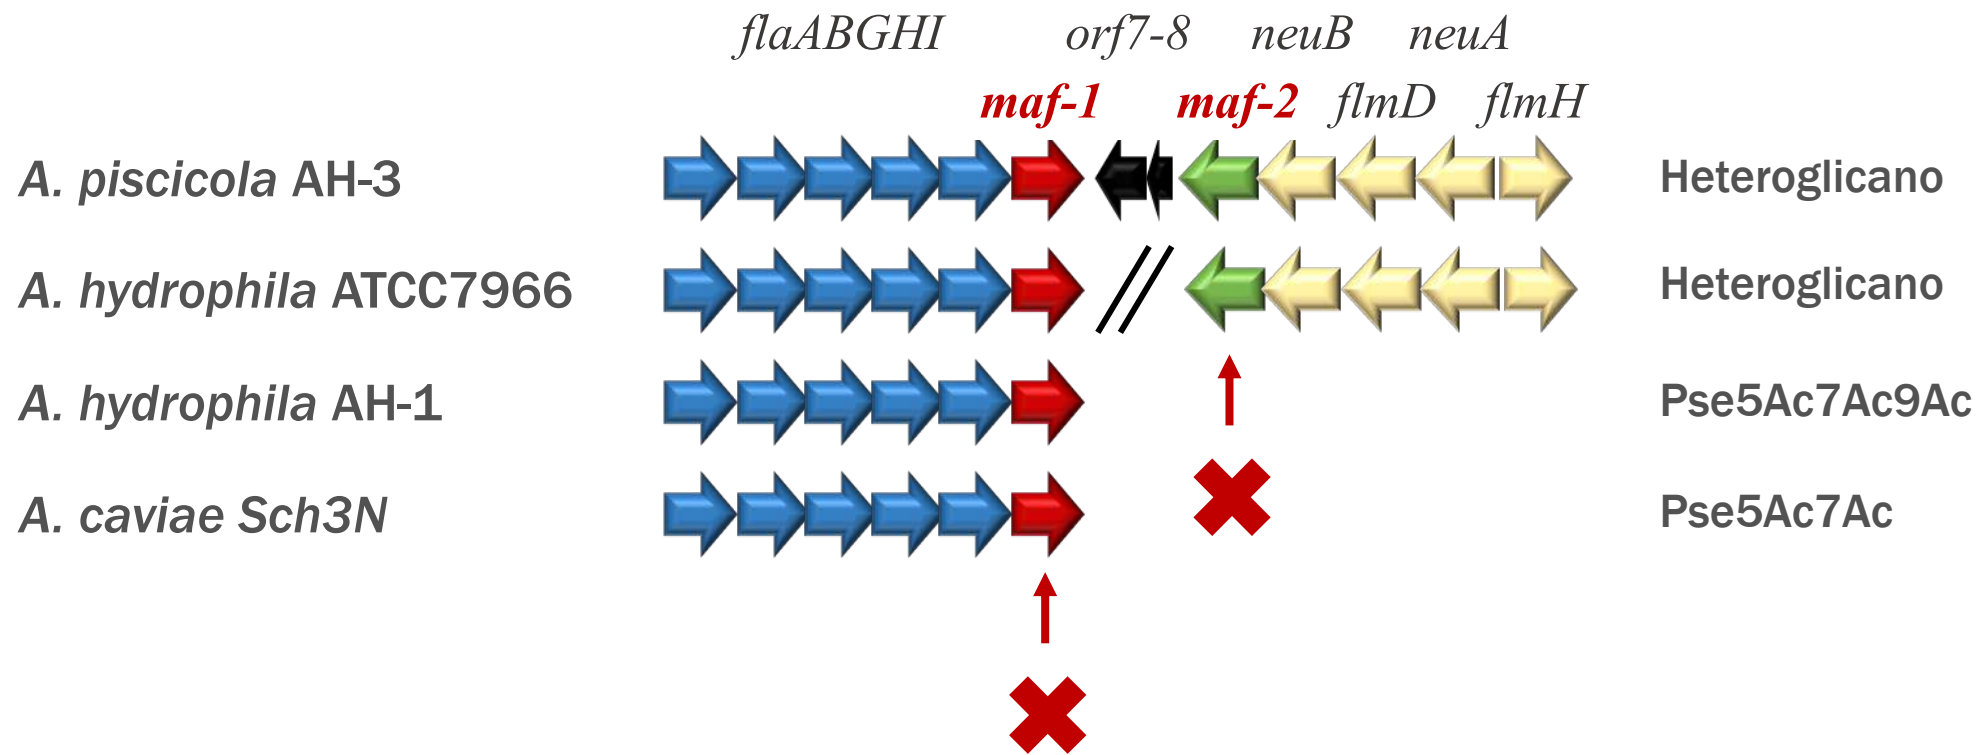 flaABGHI orf7-8 neuB neuA
maf-1 maf-2 flmD flmH
A. piscicola AH-3 Heteroglicano
A. hydrophila ATCC7966 Heteroglicano
A. hydrophila AH-1 Pse5Ac7Ac9Ac
A. caviae Sch3N Pse5Ac7Ac